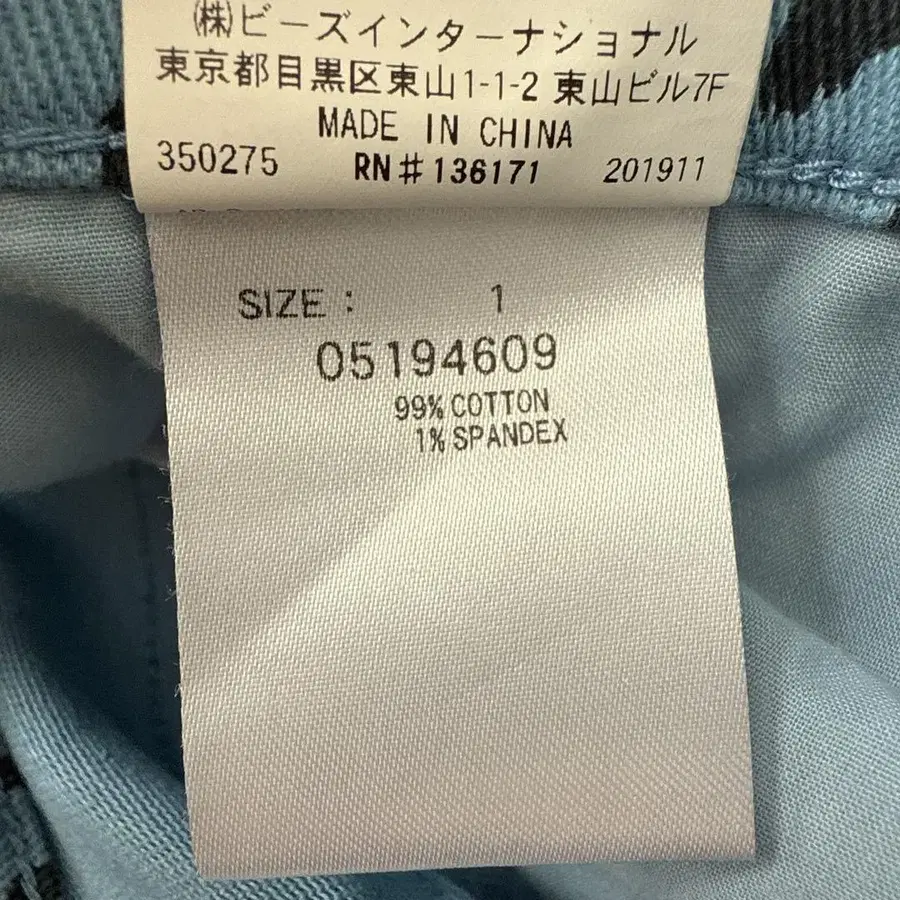 (株)ビーズインターナショナル
東京都目黒区東山1-1-2 東山ビル7F
MADE IN CHINA
350275 RN#136171 201911
SIZE : 1
05194609
99% COTTON
1% SPANDEX